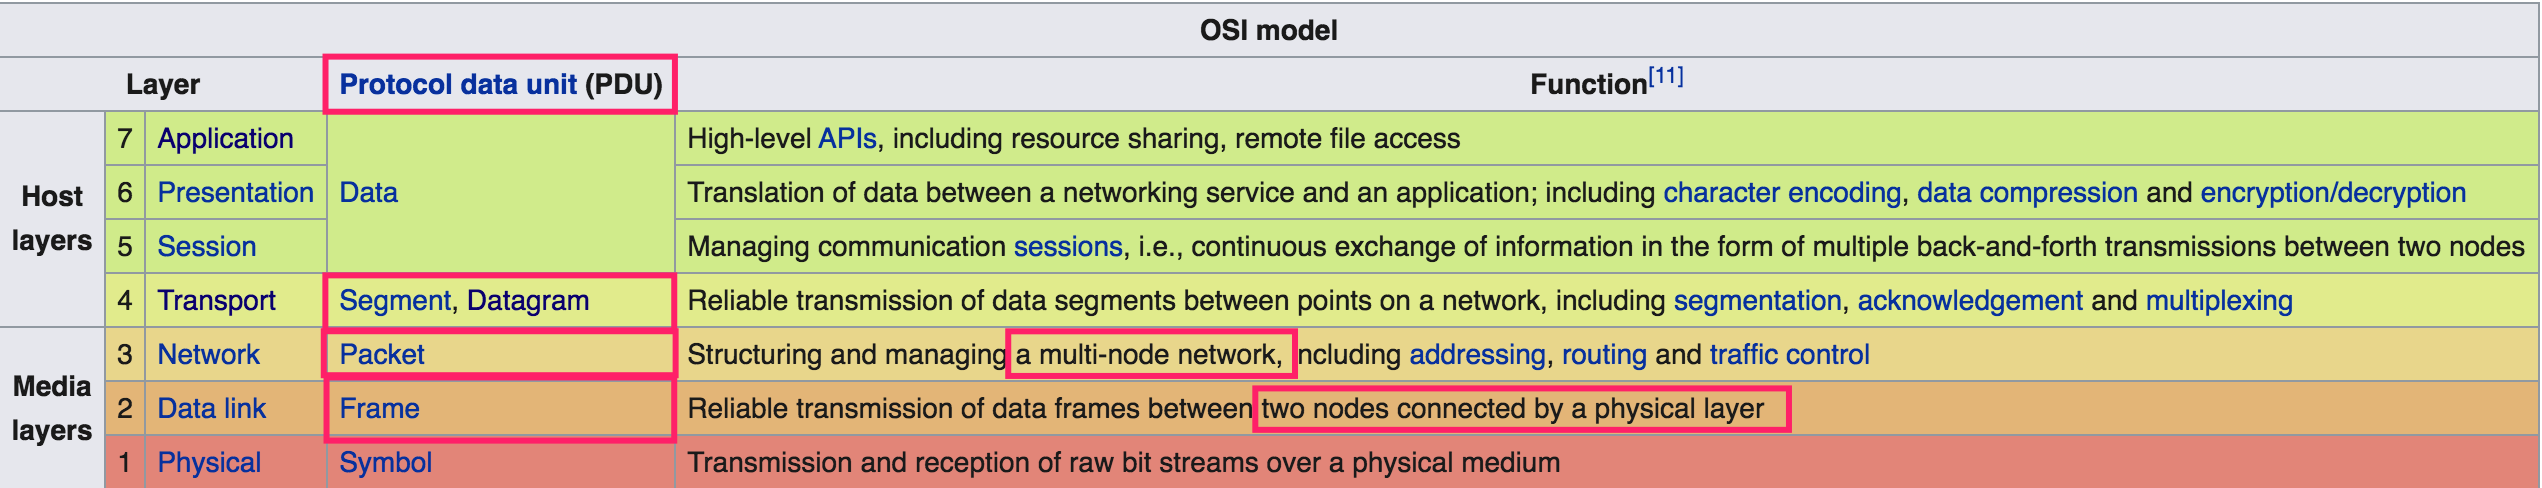 OSI model
Layer Protocol data unit (PDU) Function[11]
Host layers
7 Application Data High-level APIs, including resource sharing, remote file access
6 Presentation Translation of data between a networking service and an application; including character encoding, data compression and encryption/decryption
5 Session Managing communication sessions, i.e., continuous exchange of information in the form of multiple back-and-forth transmissions between two nodes
4 Transport Segment, Datagram Reliable transmission of data segments between points on a network, including segmentation, acknowledgement and multiplexing
Media layers
3 Network Packet Structuring and managing a multi-node network, including addressing, routing and traffic control
2 Data link Frame Reliable transmission of data frames between two nodes connected by a physical layer
1 Physical Symbol Transmission and reception of raw bit streams over a physical medium